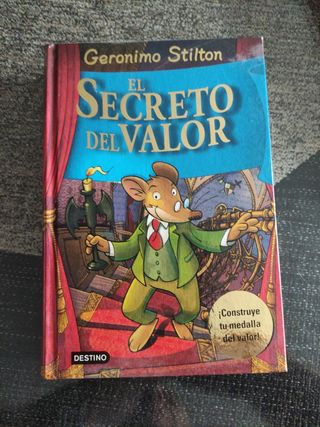 Geronimo Stilton
EL
SECRETO
DEL VALOR
¡Construye
tu medalla
del valor!
DESTINO